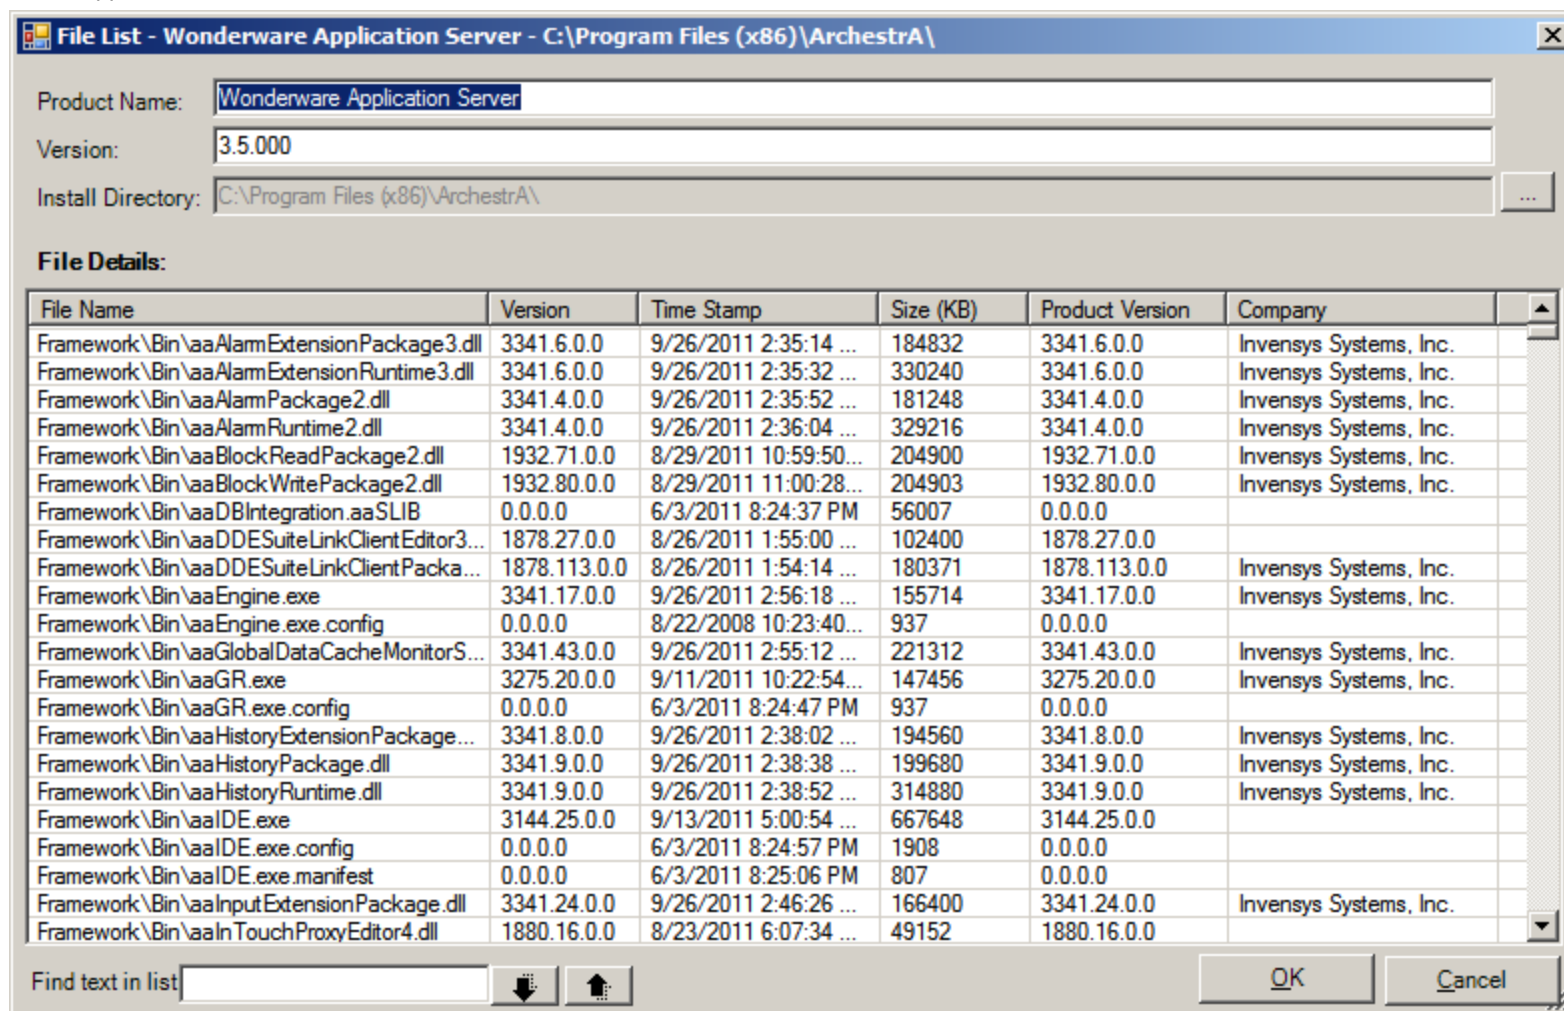 File List - Wonderware Application Server - C:\Program Files (x86)\ArchestrA\
Product Name: Wonderware Application Server
Version: 3.5.000
Install Directory: C:\Program Files (x86)\ArchestrA\ ...
File Details:
File Name Version Time Stamp Size (KB) Product Version Company
Framework\Bin\aaAlarmExtensionPackage3.dll 3341.6.0.0 9/26/2011 2:35:14 ... 184832 3341.6.0.0 Invensys Systems, Inc.
Framework\Bin\aaAlarmExtensionRuntime3.dll 3341.6.0.0 9/26/2011 2:35:32 ... 330240 3341.6.0.0 Invensys Systems, Inc.
Framework\Bin\aaAlarmPackage2.dll 3341.4.0.0 9/26/2011 2:35:52 ... 181248 3341.4.0.0 Invensys Systems, Inc.
Framework\Bin\aaAlarmRuntime2.dll 3341.4.0.0 9/26/2011 2:36:04 ... 329216 3341.4.0.0 Invensys Systems, Inc.
Framework\Bin\aaBlockReadPackage2.dll 1932.71.0.0 8/29/2011 10:59:50... 204900 1932.71.0.0 Invensys Systems, Inc.
Framework\Bin\aaBlockWritePackage2.dll 1932.80.0.0 8/29/2011 11:00:28... 204903 1932.80.0.0 Invensys Systems, Inc.
Framework\Bin\aaDBIntegration.aaSLIB 0.0.0.0 6/3/2011 8:24:37 PM 56007 0.0.0.0
Framework\Bin\aaDDESuiteLinkClientEditor3... 1878.27.0.0 8/26/2011 1:55:00 ... 102400 1878.27.0.0
Framework\Bin\aaDDESuiteLinkClientPacka... 1878.113.0.0 8/26/2011 1:54:14 ... 180371 1878.113.0.0 Invensys Systems, Inc.
Framework\Bin\aaEngine.exe 3341.17.0.0 9/26/2011 2:56:18 ... 155714 3341.17.0.0 Invensys Systems, Inc.
Framework\Bin\aaEngine.exe.config 0.0.0.0 8/22/2008 10:23:40... 937 0.0.0.0
Framework\Bin\aaGlobalDataCacheMonitorS... 3341.43.0.0 9/26/2011 2:55:12 ... 221312 3341.43.0.0 Invensys Systems, Inc.
Framework\Bin\aaGR.exe 3275.20.0.0 9/11/2011 10:22:54... 147456 3275.20.0.0 Invensys Systems, Inc.
Framework\Bin\aaGR.exe.config 0.0.0.0 6/3/2011 8:24:47 PM 937 0.0.0.0
Framework\Bin\aaHistoryExtensionPackage... 3341.8.0.0 9/26/2011 2:38:02 ... 194560 3341.8.0.0 Invensys Systems, Inc.
Framework\Bin\aaHistoryPackage.dll 3341.9.0.0 9/26/2011 2:38:38 ... 199680 3341.9.0.0 Invensys Systems, Inc.
Framework\Bin\aaHistoryRuntime.dll 3341.9.0.0 9/26/2011 2:38:52 ... 314880 3341.9.0.0 Invensys Systems, Inc.
Framework\Bin\aaIDE.exe 3144.25.0.0 9/13/2011 5:00:54 ... 667648 3144.25.0.0
Framework\Bin\aaIDE.exe.config 0.0.0.0 6/3/2011 8:24:57 PM 1908 0.0.0.0
Framework\Bin\aaIDE.exe.manifest 0.0.0.0 6/3/2011 8:25:06 PM 807 0.0.0.0
Framework\Bin\aaInputExtensionPackage.dll 3341.24.0.0 9/26/2011 2:46:26 ... 166400 3341.24.0.0 Invensys Systems, Inc.
Framework\Bin\aaInTouchProxyEditor4.dll 1880.16.0.0 8/23/2011 6:07:34 ... 49152 1880.16.0.0
Find text in list OK Cancel